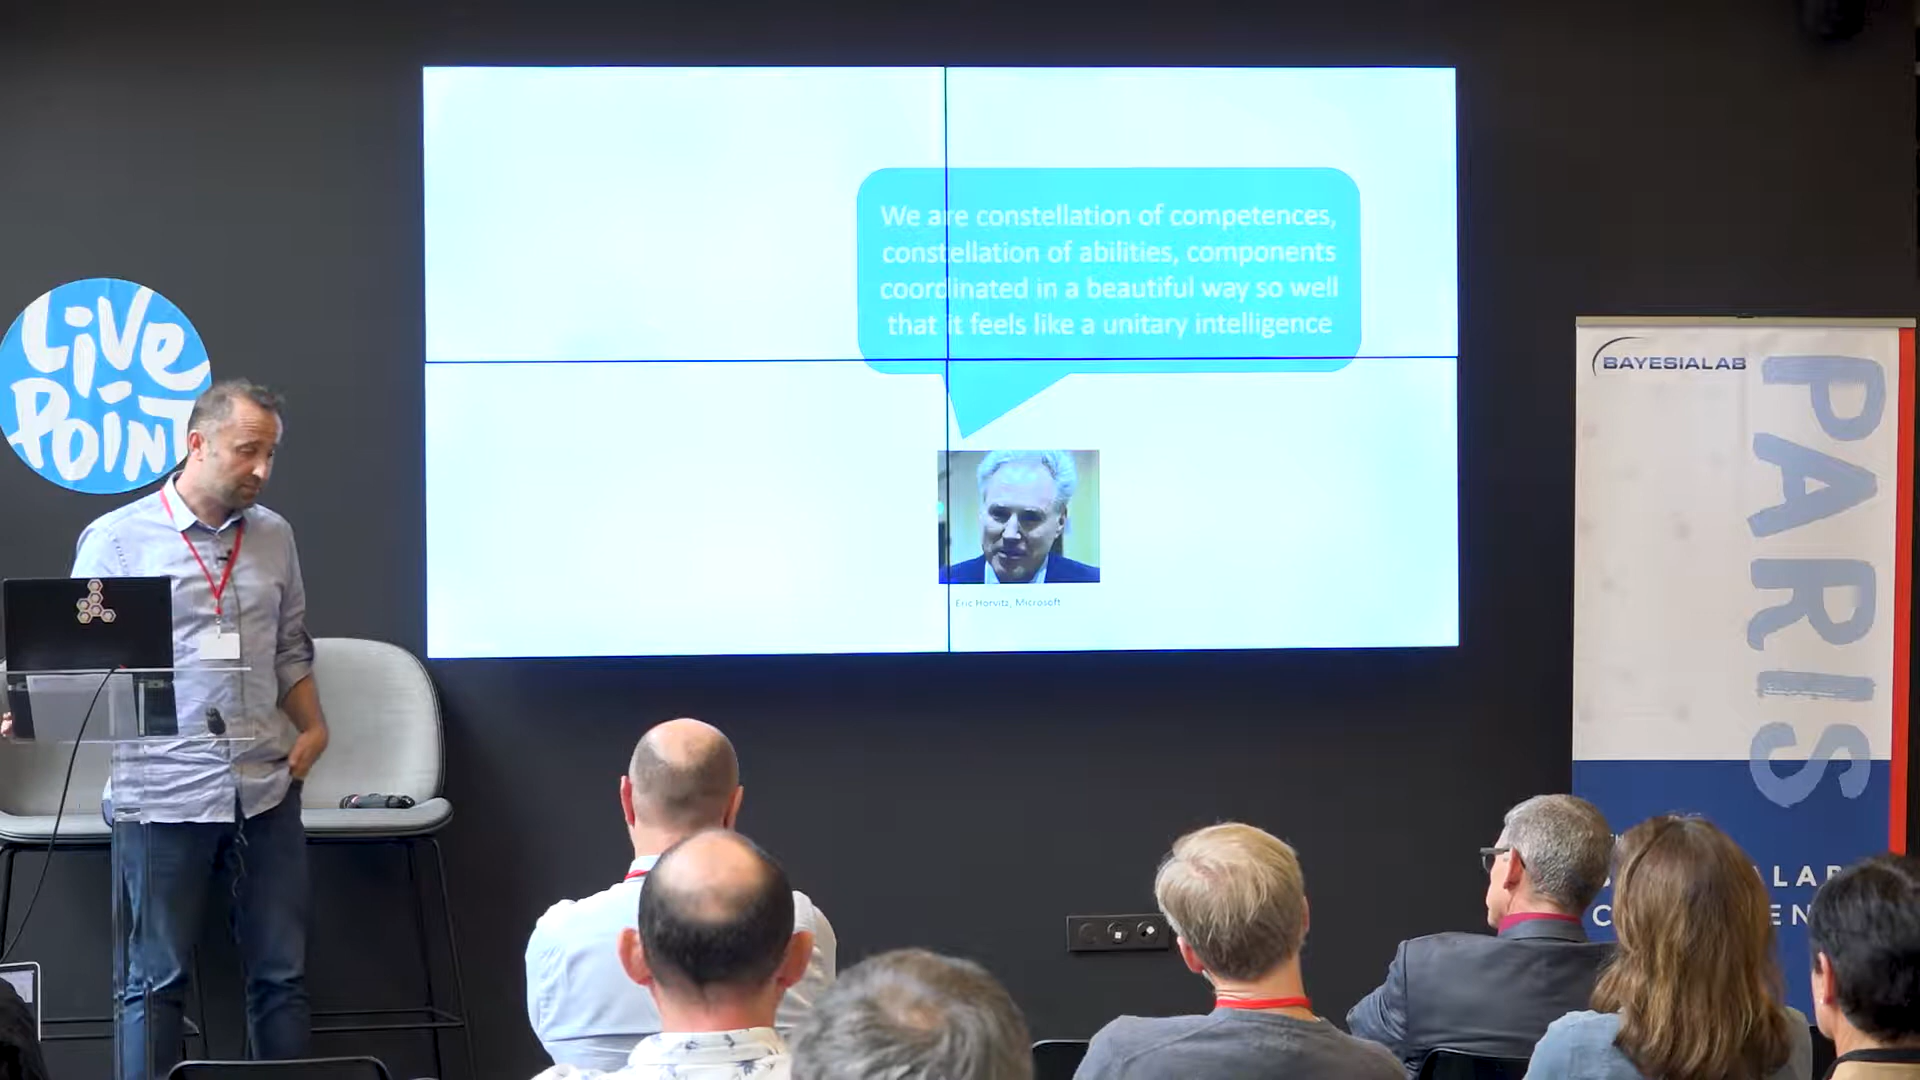 We are constellation of competences,
constellation of abilities, components
coordinated in a beautiful way so well
that it feels like a unitary intelligence
Eric Horvitz, Microsoft
LIVE
POINT
BAYESIALAB
PARIS